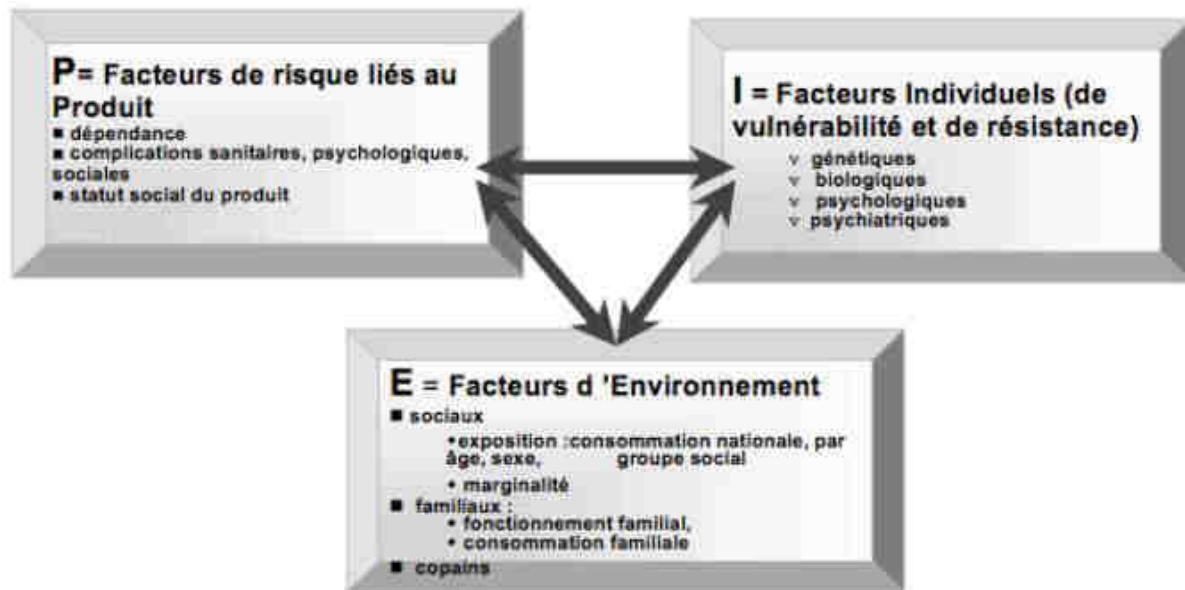 P= Facteurs de risque liés au
Produit
■ dépendance
■ complications sanitaires, psychologiques,
sociales
■ statut social du produit
I = Facteurs Individuels (de
vulnérabilité et de résistance)
v génétiques
v biologiques
v psychologiques
v psychiatriques
E = Facteurs d 'Environnement
■ sociaux
•exposition :consommation nationale, par
âge, sexe, groupe social
• marginalité
■ familiaux :
• fonctionnement familial,
• consommation familiale
■ copains